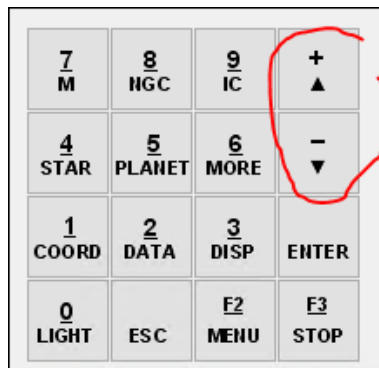 7 8 9 +
M NGC IC ▲
4 5 6 –
STAR PLANET MORE ▼
1 2 3
COORD DATA DISP ENTER
0 F2 F3
LIGHT ESC MENU STOP